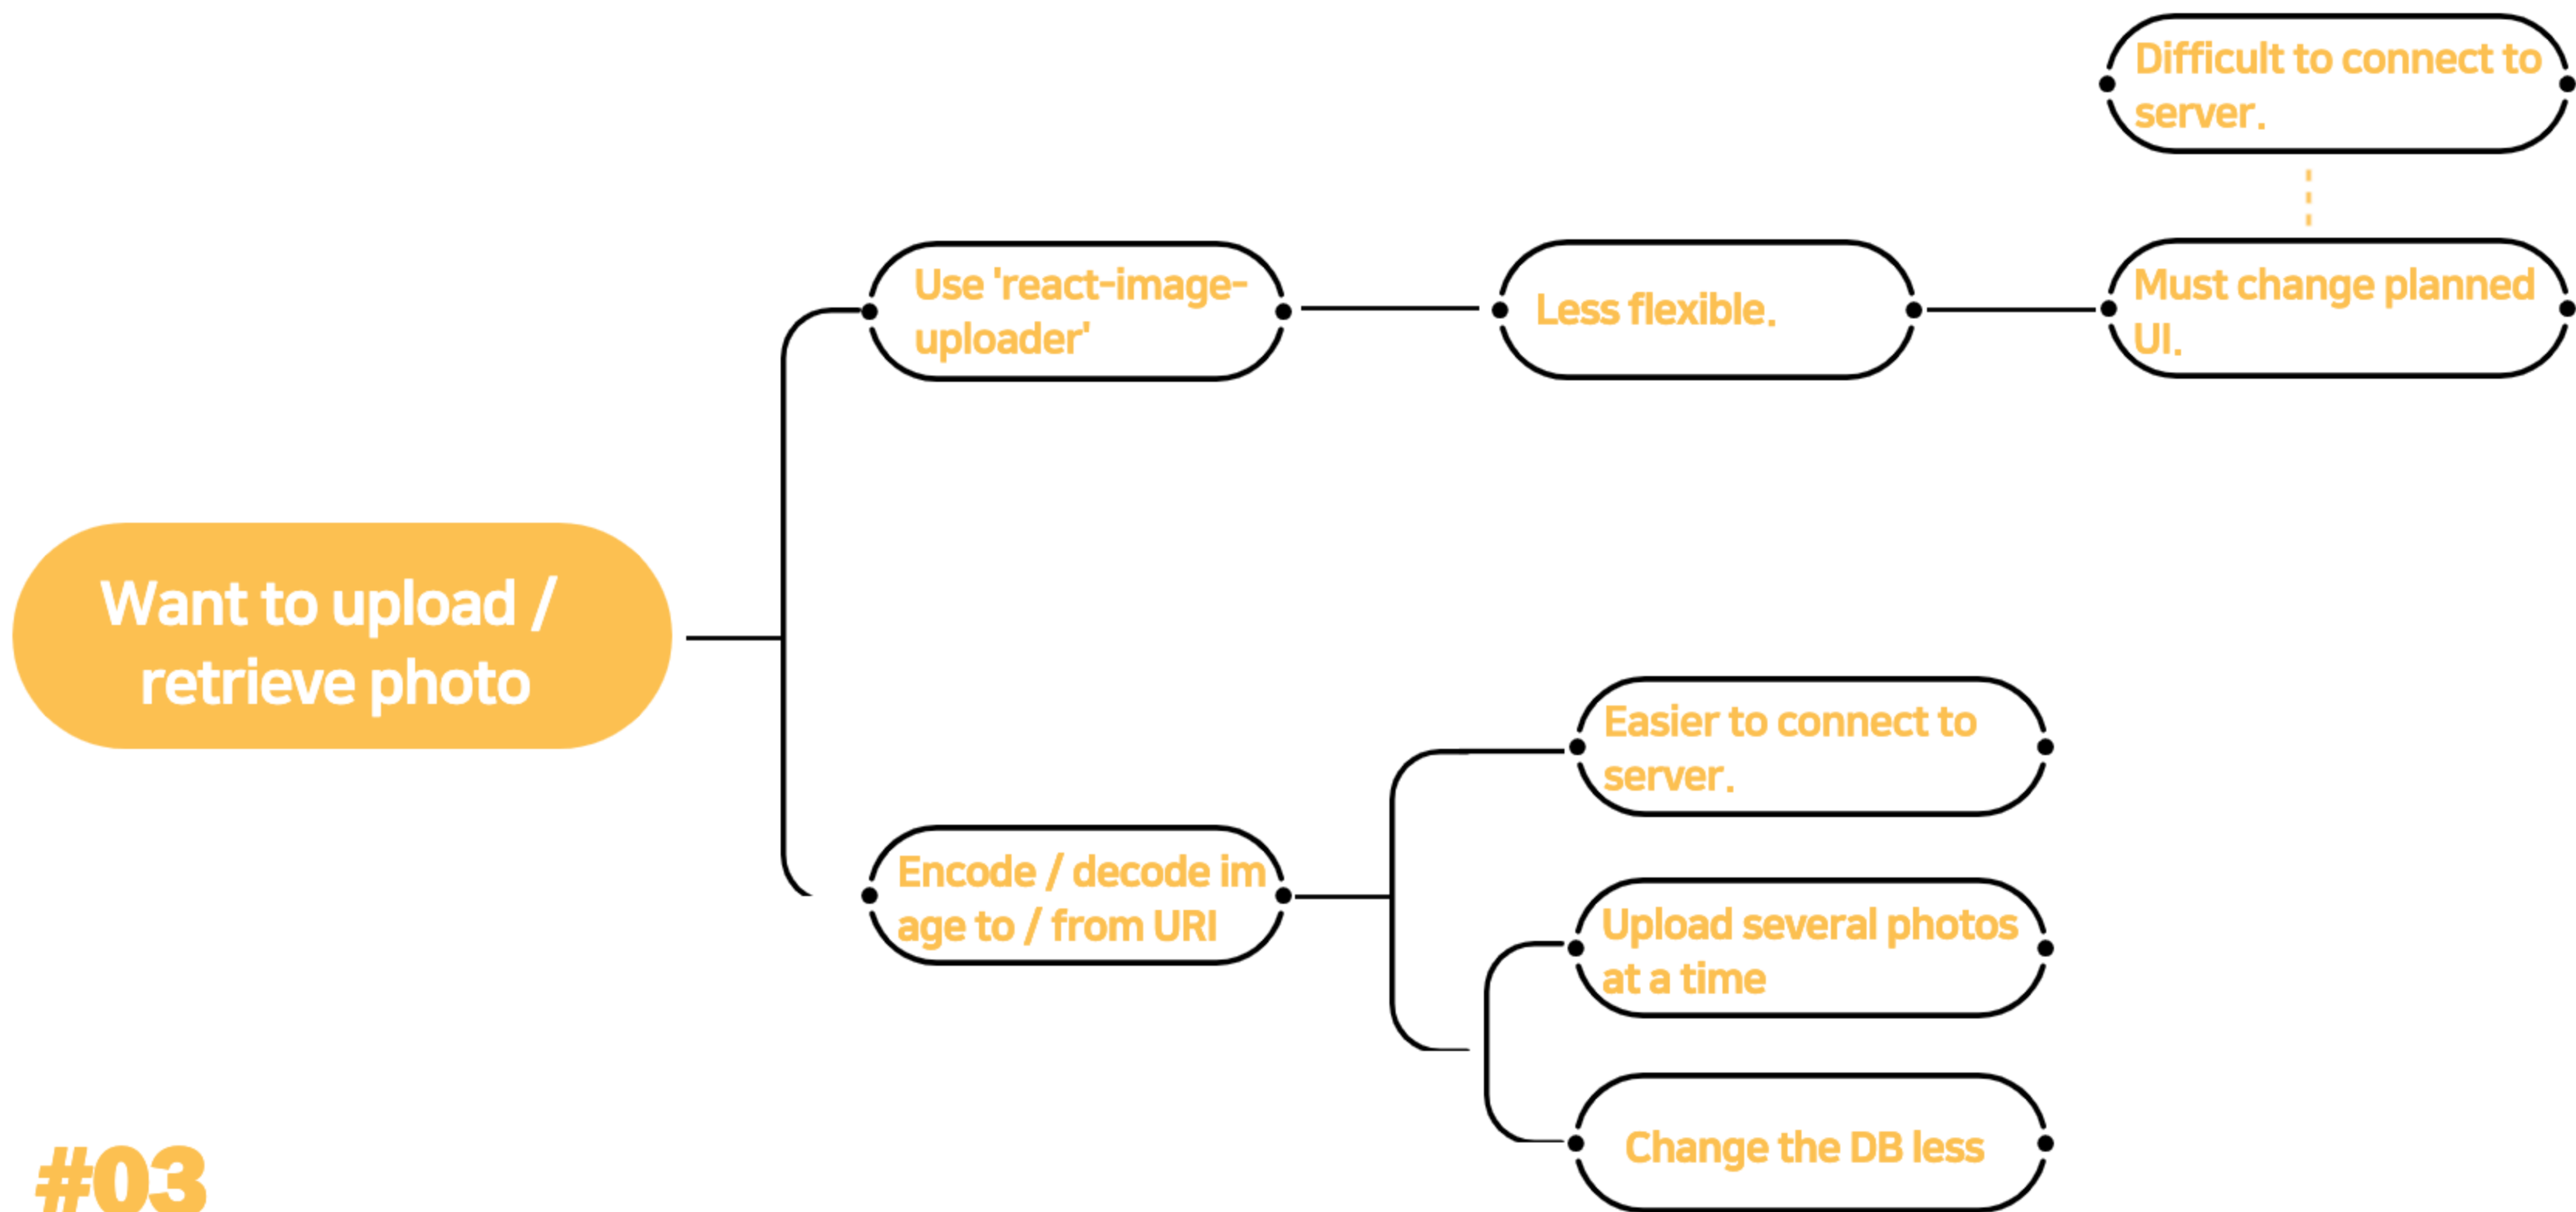 Difficult to connect to
server.
Use 'react-image-
uploader'
Less flexible.
Must change planned
UI.
Want to upload /
retrieve photo
Easier to connect to
server.
Encode / decode im
age to / from URI
Upload several photos
at a time
Change the DB less
#03